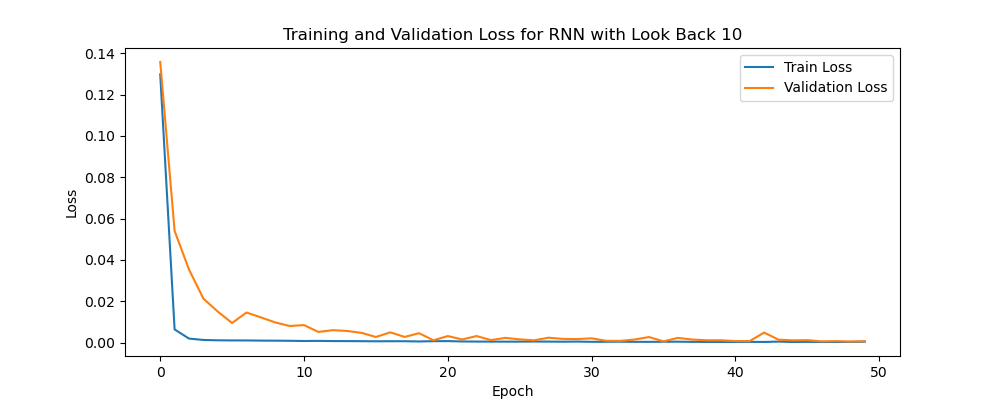 Training and Validation Loss for RNN with Look Back 10
0.14
0.12
0.10
0.08
0.06
0.04
0.02
0.00
Loss
Train Loss
Validation Loss
0 10 20 30 40 50
Epoch